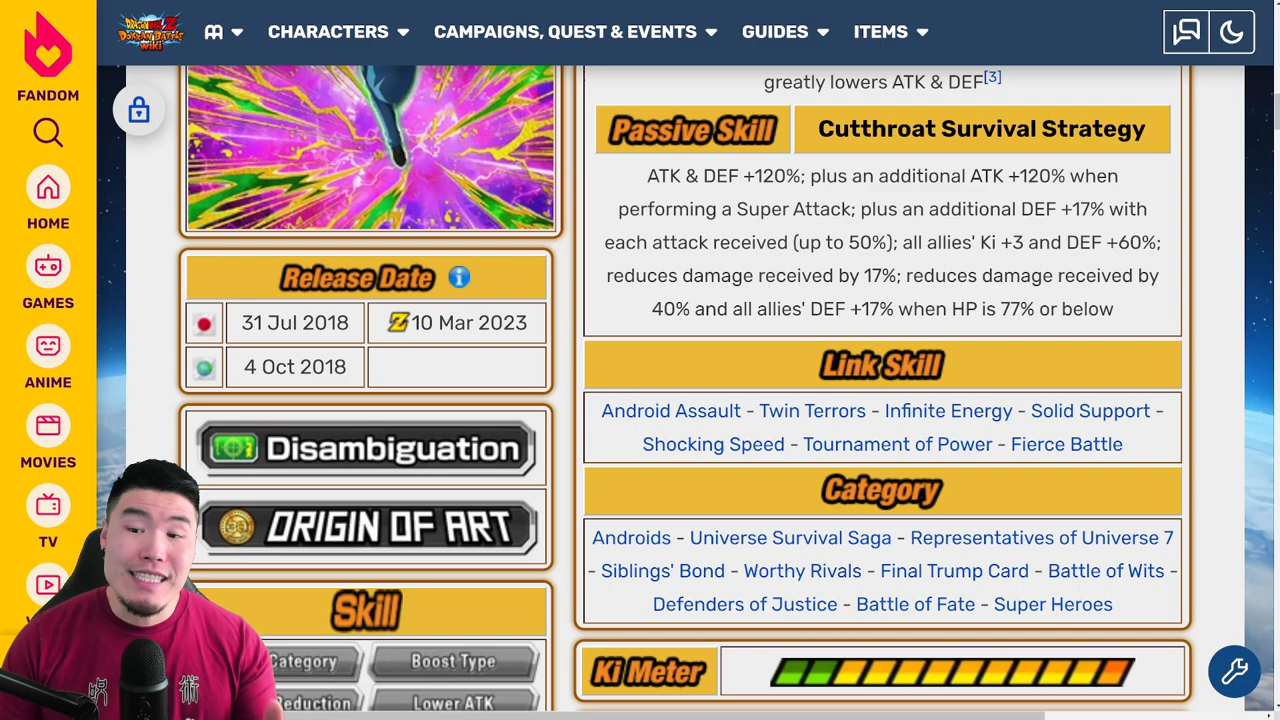 DRAGON BALL Z
DOKKAN BATTLE
WIKI
CHARACTERS
CAMPAIGNS, QUEST & EVENTS
GUIDES
ITEMS
FANDOM
HOME
GAMES
ANIME
MOVIES
TV
greatly lowers ATK & DEF[3]
Passive Skill
Cutthroat Survival Strategy
ATK & DEF +120%; plus an additional ATK +120% when
performing a Super Attack; plus an additional DEF +17% with
each attack received (up to 50%); all allies' Ki +3 and DEF +60%;
reduces damage received by 17%; reduces damage received by
40% and all allies' DEF +17% when HP is 77% or below
Release Date
31 Jul 2018
Z 10 Mar 2023
4 Oct 2018
Disambiguation
ORIGIN OF ART
Skill
Category
Boost Type
Reduction
Lower ATK
Link Skill
Android Assault - Twin Terrors - Infinite Energy - Solid Support -
Shocking Speed - Tournament of Power - Fierce Battle
Category
Androids - Universe Survival Saga - Representatives of Universe 7
- Siblings' Bond - Worthy Rivals - Final Trump Card - Battle of Wits -
Defenders of Justice - Battle of Fate - Super Heroes
Ki Meter
呪 術